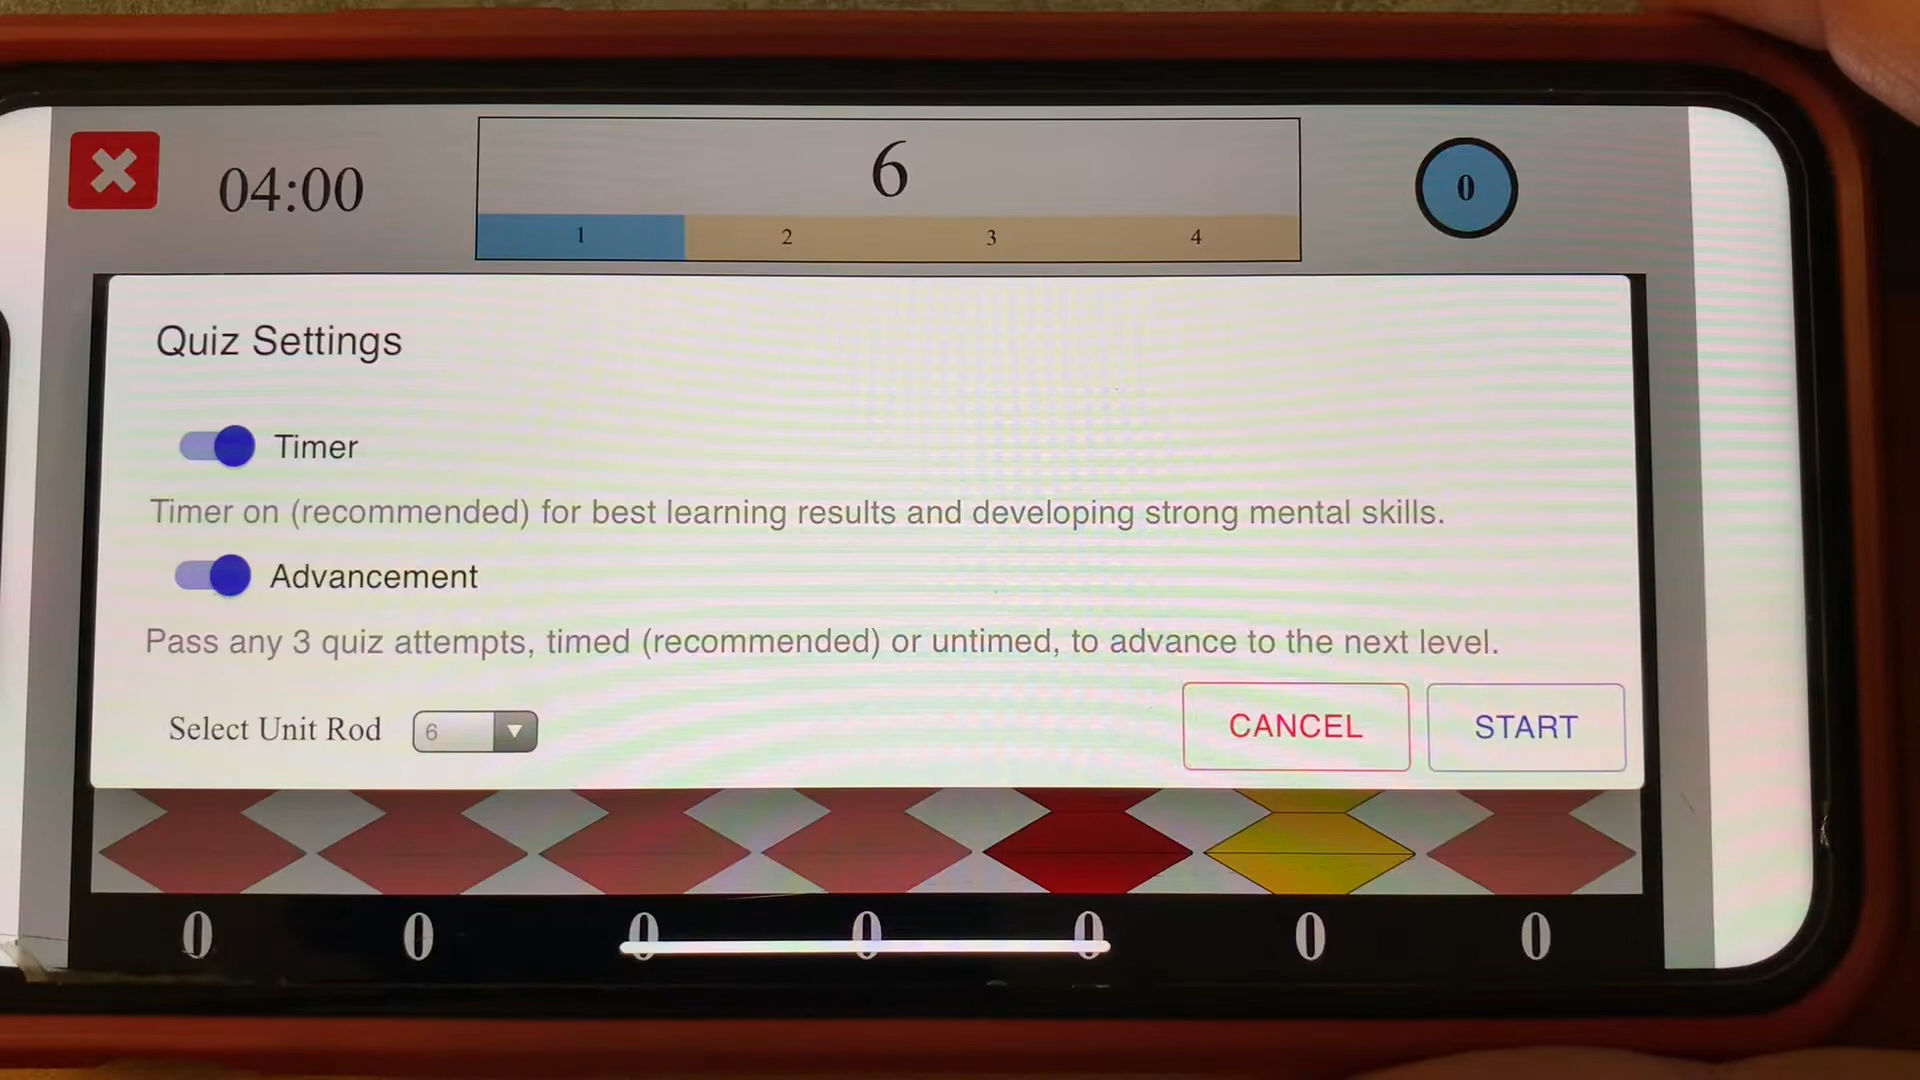 04:00
6
0
1 2 3 4
Quiz Settings
Timer
Timer on (recommended) for best learning results and developing strong mental skills.
Advancement
Pass any 3 quiz attempts, timed (recommended) or untimed, to advance to the next level.
Select Unit Rod 6
CANCEL START
0 0 0 0 0 0 0